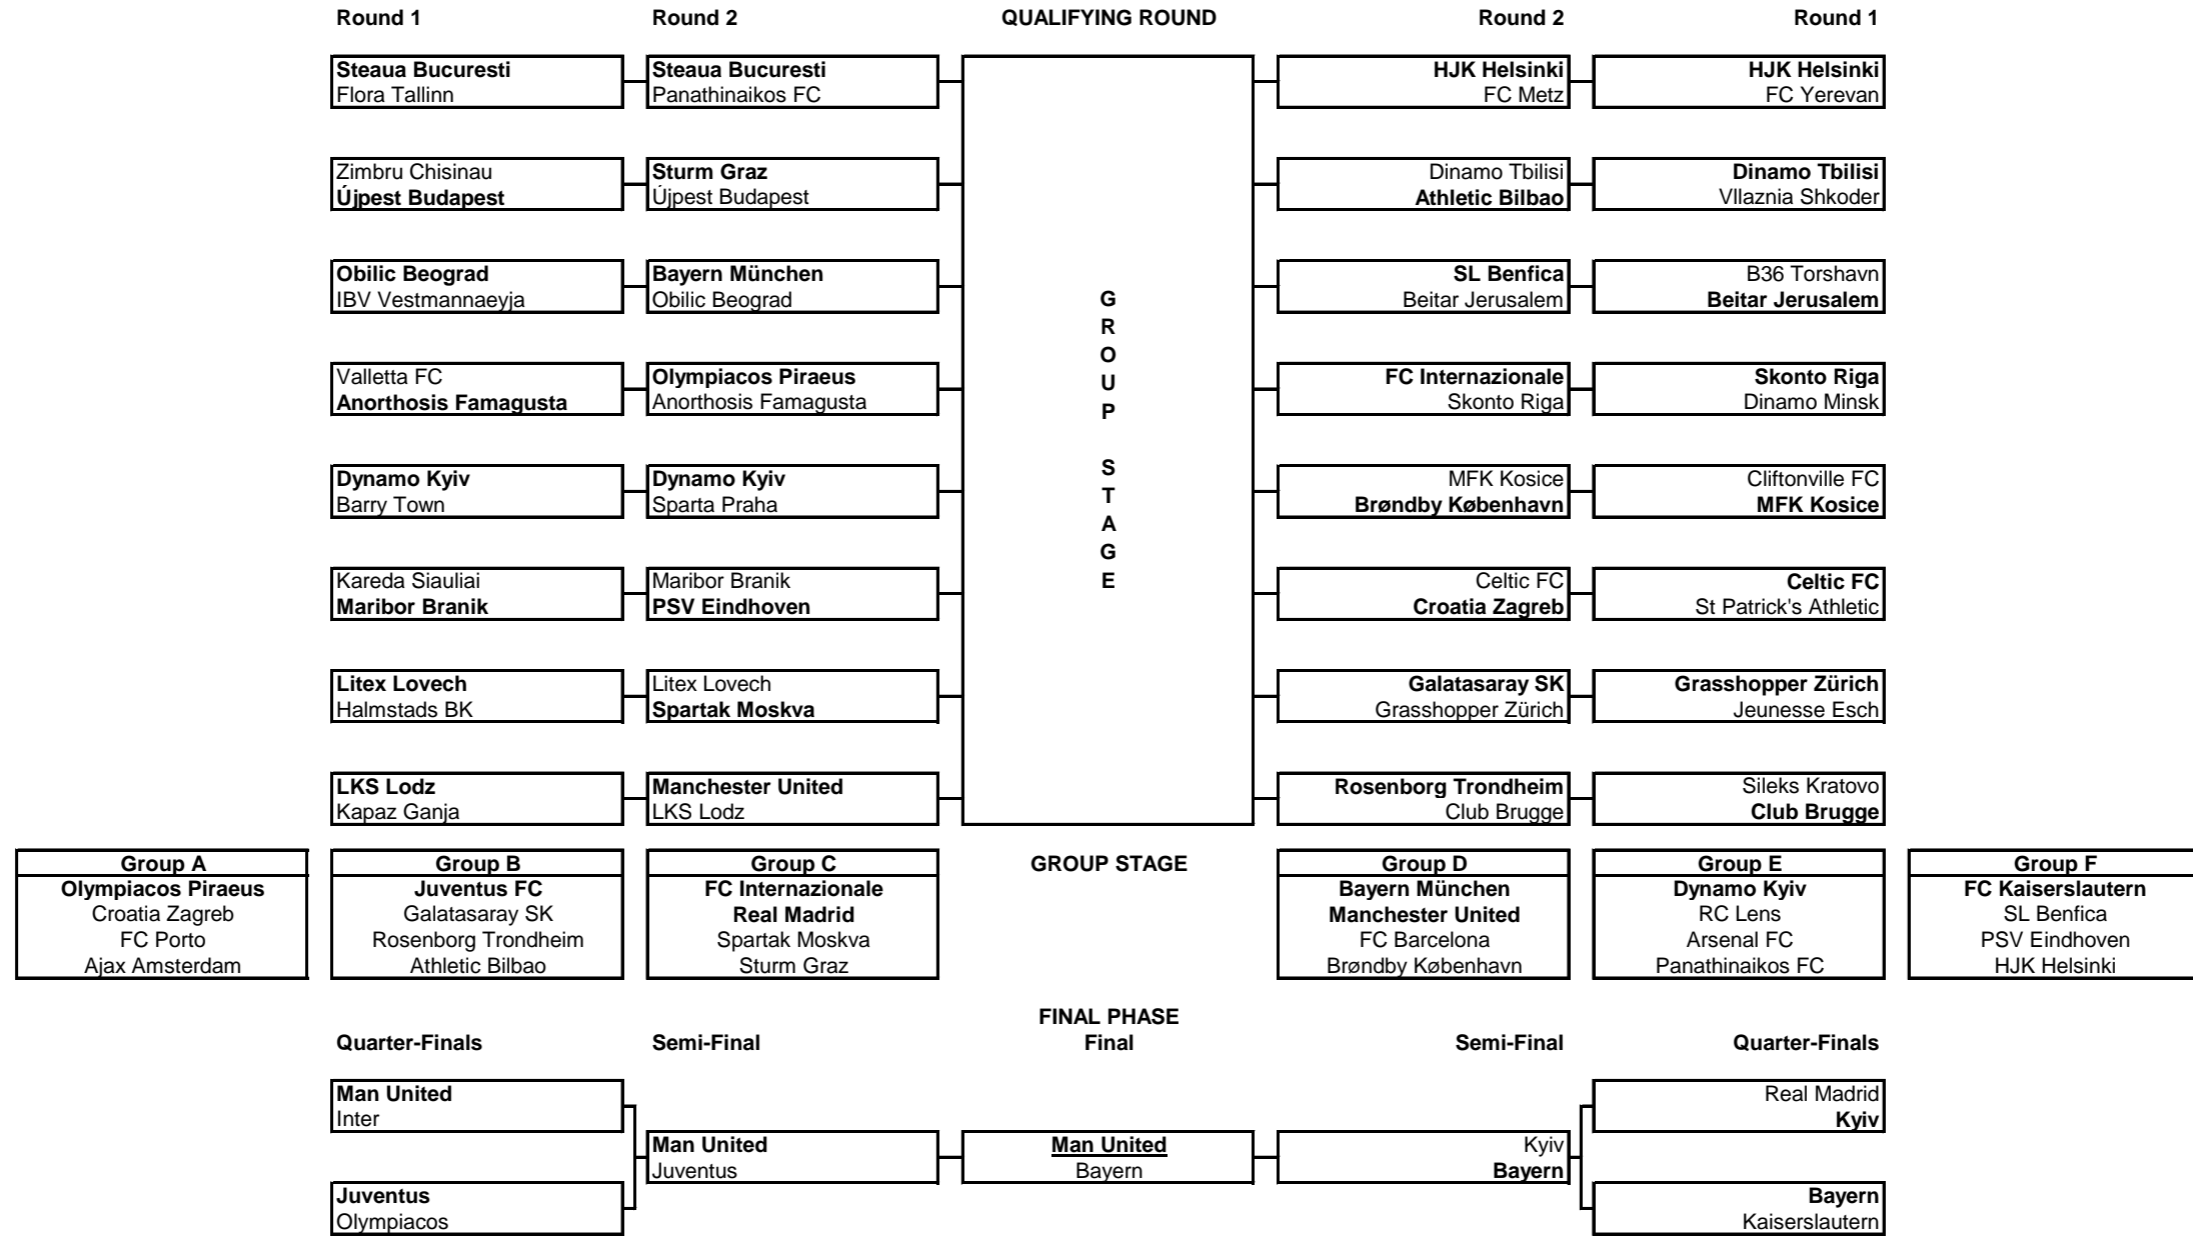 Round 1 Round 2 QUALIFYING ROUND Round 2 Round 1
Steaua Bucuresti Steaua Bucuresti HJK Helsinki HJK Helsinki
Flora Tallinn Panathinaikos FC FC Metz FC Yerevan
Zimbru Chisinau Sturm Graz Dinamo Tbilisi Dinamo Tbilisi
Újpest Budapest Újpest Budapest Athletic Bilbao Vllaznia Shkoder
Obilic Beograd Bayern München SL Benfica B36 Torshavn
IBV Vestmannaeyja Obilic Beograd Beitar Jerusalem Beitar Jerusalem
GROUP STAGE
Valletta FC Olympiacos Piraeus FC Internazionale Skonto Riga
Anorthosis Famagusta Anorthosis Famagusta Skonto Riga Dinamo Minsk
Dynamo Kyiv Dynamo Kyiv MFK Kosice Cliftonville FC
Barry Town Sparta Praha Brøndby København MFK Kosice
Kareda Siauliai Maribor Branik Celtic FC Celtic FC
Maribor Branik PSV Eindhoven Croatia Zagreb St Patrick's Athletic
Litex Lovech Litex Lovech Galatasaray SK Grasshopper Zürich
Halmstads BK Spartak Moskva Grasshopper Zürich Jeunesse Esch
LKS Lodz Manchester United Rosenborg Trondheim Sileks Kratovo
Kapaz Ganja LKS Lodz Club Brugge Club Brugge
Group A Group B Group C GROUP STAGE Group D Group E Group F
Olympiacos Piraeus Juventus FC FC Internazionale Bayern München Dynamo Kyiv FC Kaiserslautern
Croatia Zagreb Galatasaray SK Real Madrid Manchester United RC Lens SL Benfica
FC Porto Rosenborg Trondheim Spartak Moskva FC Barcelona Arsenal FC PSV Eindhoven
Ajax Amsterdam Athletic Bilbao Sturm Graz Brøndby København Panathinaikos FC HJK Helsinki
FINAL PHASE
Quarter-Finals Semi-Final Final Semi-Final Quarter-Finals
Man United Real Madrid
Inter Kyiv
Man United Man United Kyiv
Juventus Bayern Bayern
Juventus Bayern
Olympiacos Kaiserslautern